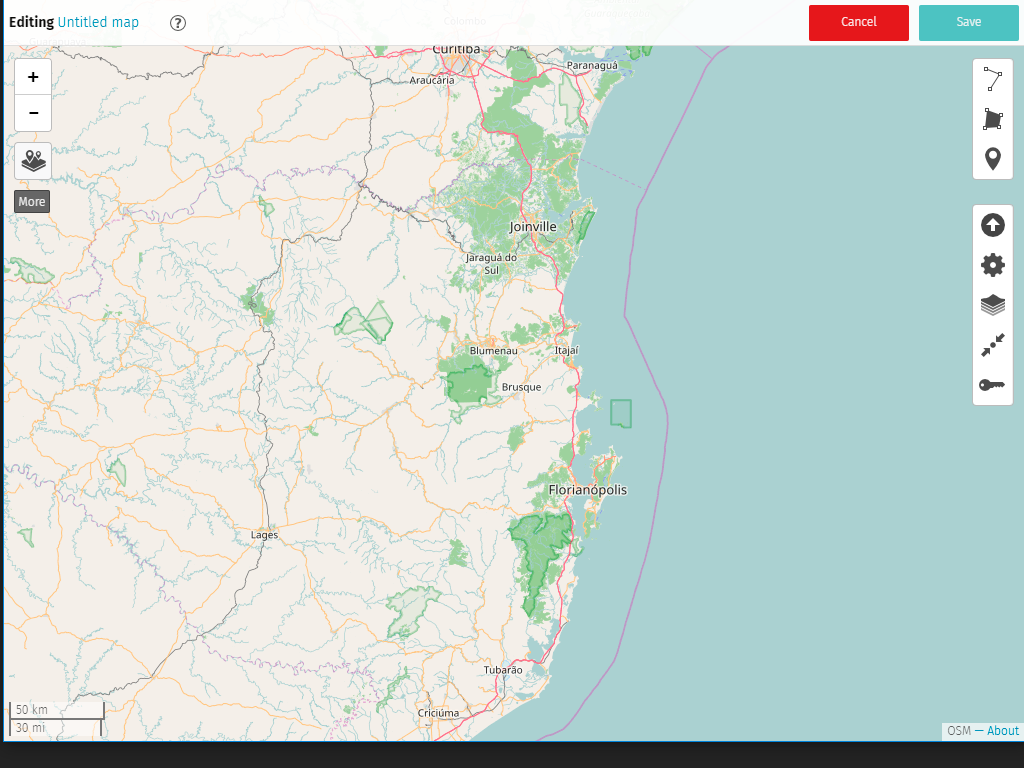 Editing Untitled map
?
Cancel
Save
Colombo
Curitiba
Paranaguá
Araucária
+
−
More
Joinville
Jaraguá do
Sul
Blumenau
Itajaí
Brusque
Florianópolis
Lages
Tubarão
Criciúma
50 km
30 mi
OSM — About